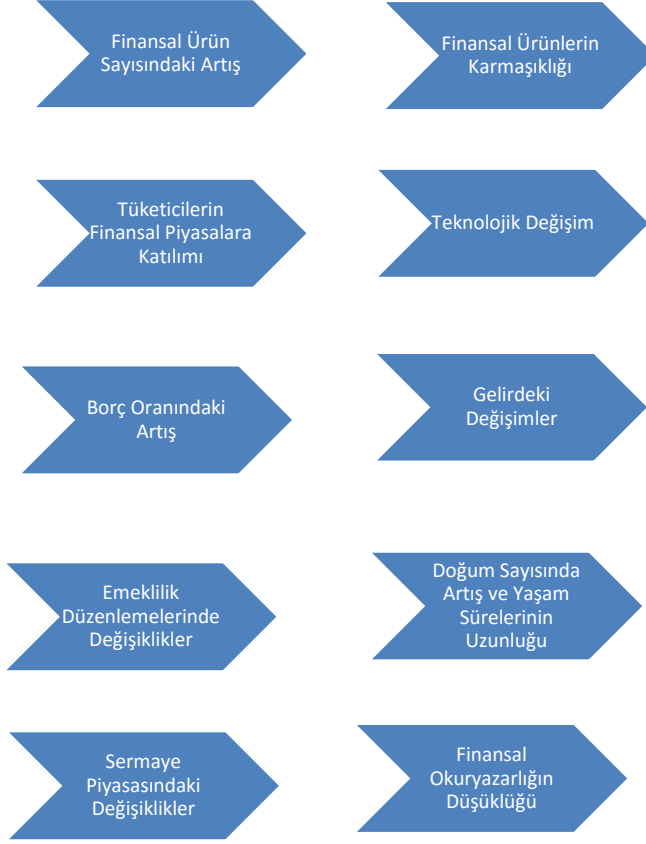 Finansal Ürün
Sayısındaki Artış
Finansal Ürünlerin
Karmaşıklığı
Tüketicilerin
Finansal Piyasalara
Katılımı
Teknolojik Değişim
Borç Oranındaki
Artış
Gelirdeki
Değişimler
Emeklilik
Düzenlemelerinde
Değişiklikler
Doğum Sayısında
Artış ve Yaşam
Sürelerinin
Uzunluğu
Sermaye
Piyasasındaki
Değişiklikler
Finansal
Okuryazarlığın
Düşüklüğü